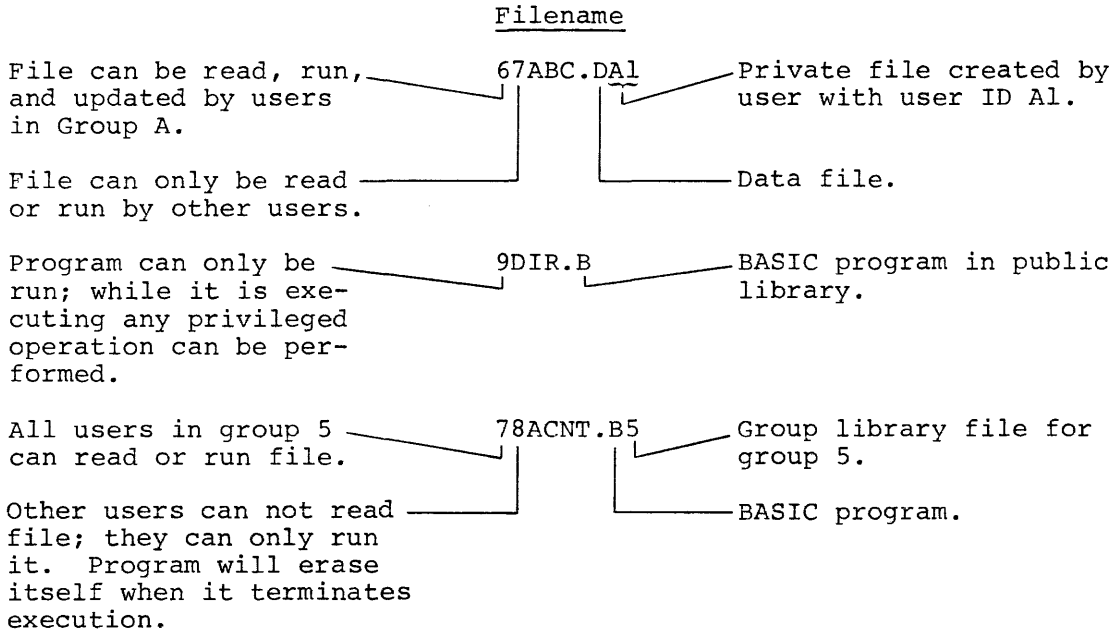 Filename
File can be read, run,
and updated by users
in Group A.
67ABC.DA1
Private file created by
user with user ID A1.
File can only be read
or run by other users.
Data file.
Program can only be
run; while it is exe-
cuting any privileged
operation can be per-
formed.
9DIR.B
BASIC program in public
library.
All users in group 5
can read or run file.
78ACNT.B5
Group library file for
group 5.
Other users can not read
file; they can only run
it. Program will erase
itself when it terminates
execution.
BASIC program.